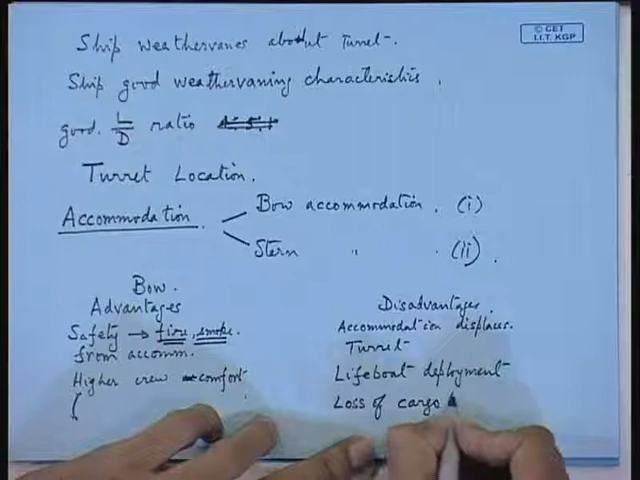 © CET
I.I.T. KGP
Ship weathervanes about Turret.
Ship good weathervaning characteristics.
good L/D ratio
Turret Location.
Accommodation
Bow accommodation. (i)
Stern " . (ii).
Bow.
Advantages
Safety → fire, smoke.
from accomm.
Higher crew comfort
(
Disadvantages.
Accommodation displaces.
Turret
Lifeboat deployment
Loss of cargo